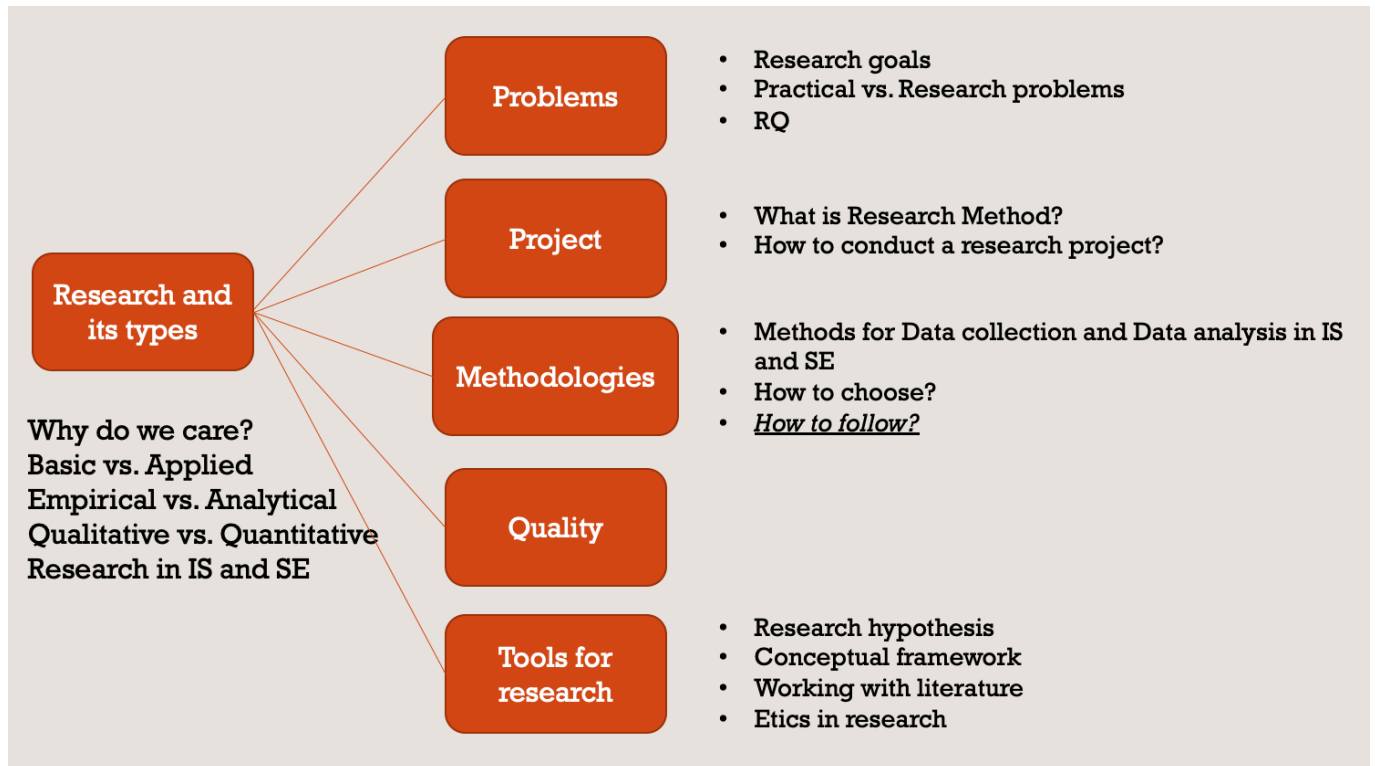 Research and
its types
Why do we care?
Basic vs. Applied
Empirical vs. Analytical
Qualitative vs. Quantitative
Research in IS and SE
Problems
• Research goals
• Practical vs. Research problems
• RQ
Project
• What is Research Method?
• How to conduct a research project?
Methodologies
• Methods for Data collection and Data analysis in IS
and SE
• How to choose?
• How to follow?
Quality
Tools for
research
• Research hypothesis
• Conceptual framework
• Working with literature
• Etics in research